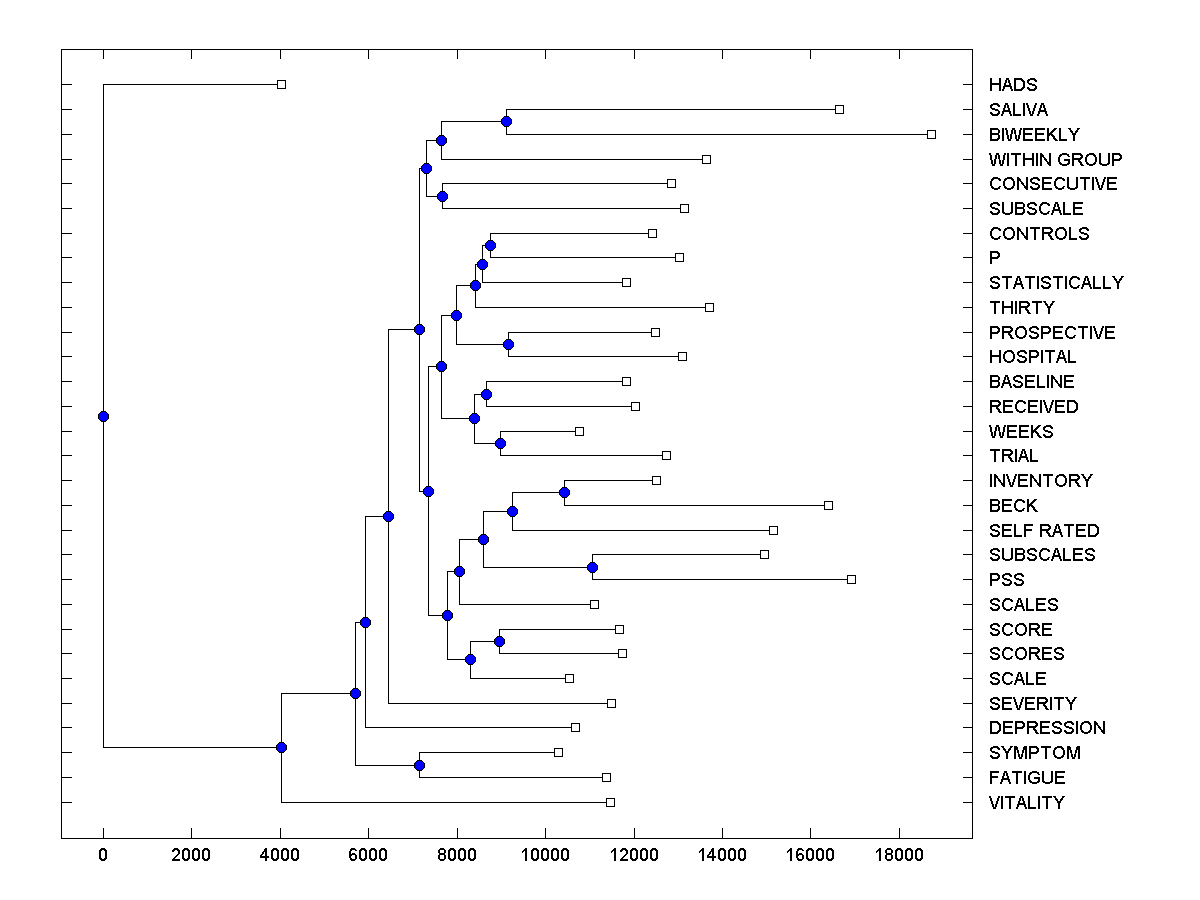 HADS
SALIVA
BIWEEKLY
WITHIN GROUP
CONSECUTIVE
SUBSCALE
CONTROLS
P
STATISTICALLY
THIRTY
PROSPECTIVE
HOSPITAL
BASELINE
RECEIVED
WEEKS
TRIAL
INVENTORY
BECK
SELF RATED
SUBSCALES
PSS
SCALES
SCORE
SCORES
SCALE
SEVERITY
DEPRESSION
SYMPTOM
FATIGUE
VITALITY
0 2000 4000 6000 8000 10000 12000 14000 16000 18000